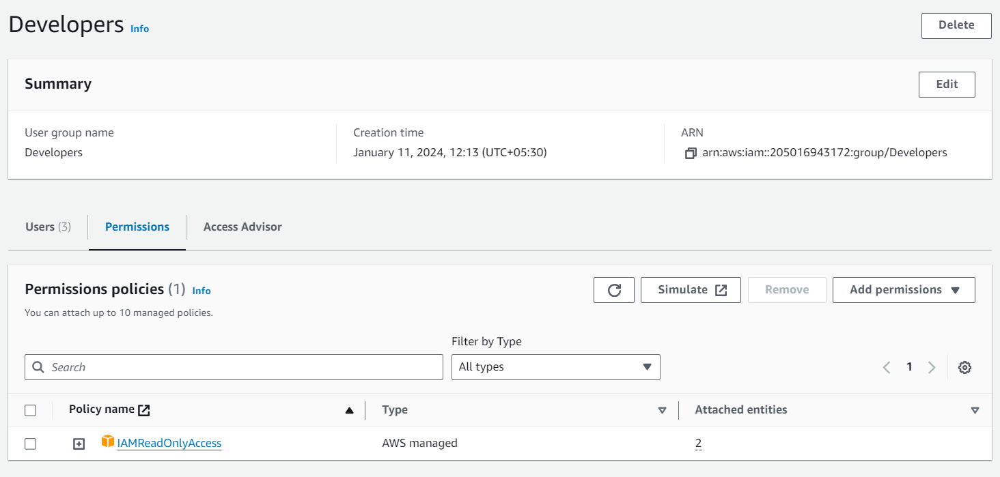 Developers Info
Delete
Summary
Edit
User group name
Developers
Creation time
January 11, 2024, 12:13 (UTC+05:30)
ARN
arn:aws:iam::205016943172:group/Developers
Users (3)
Permissions
Access Advisor
Permissions policies (1) Info
You can attach up to 10 managed policies.
Simulate
Remove
Add permissions
Filter by Type
Search
All types
1
Policy name
Type
Attached entities
IAMReadOnlyAccess
AWS managed
2